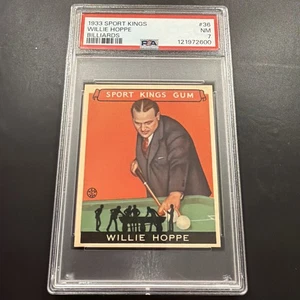 1933 SPORT KINGS #36
WILLIE HOPPE NM
BILLIARDS PSA 7
121972600
SPORT KINGS GUM
WILLIE HOPPE